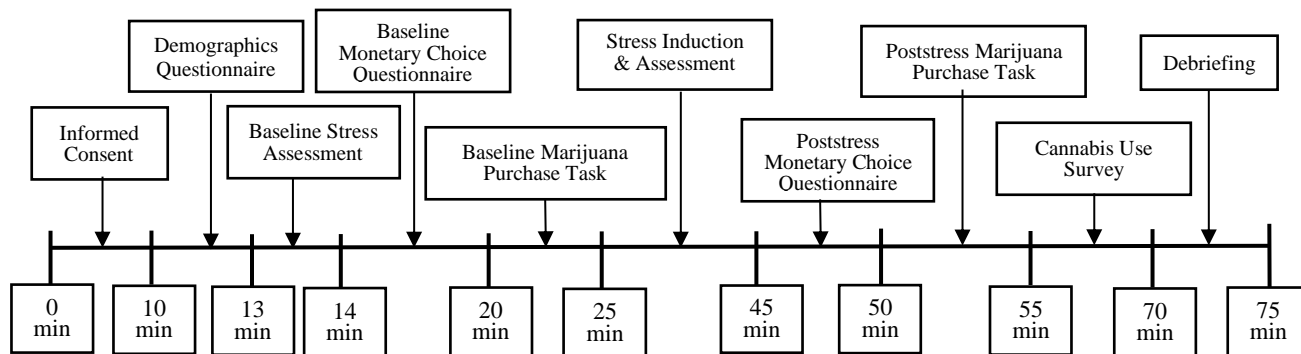 Demographics
Questionnaire
Baseline
Monetary Choice
Questionnaire
Stress Induction
& Assessment
Poststress Marijuana
Purchase Task
Debriefing
Informed
Consent
Baseline Stress
Assessment
Baseline Marijuana
Purchase Task
Poststress
Monetary Choice
Questionnaire
Cannabis Use
Survey
0
min
10
min
13
min
14
min
20
min
25
min
45
min
50
min
55
min
70
min
75
min